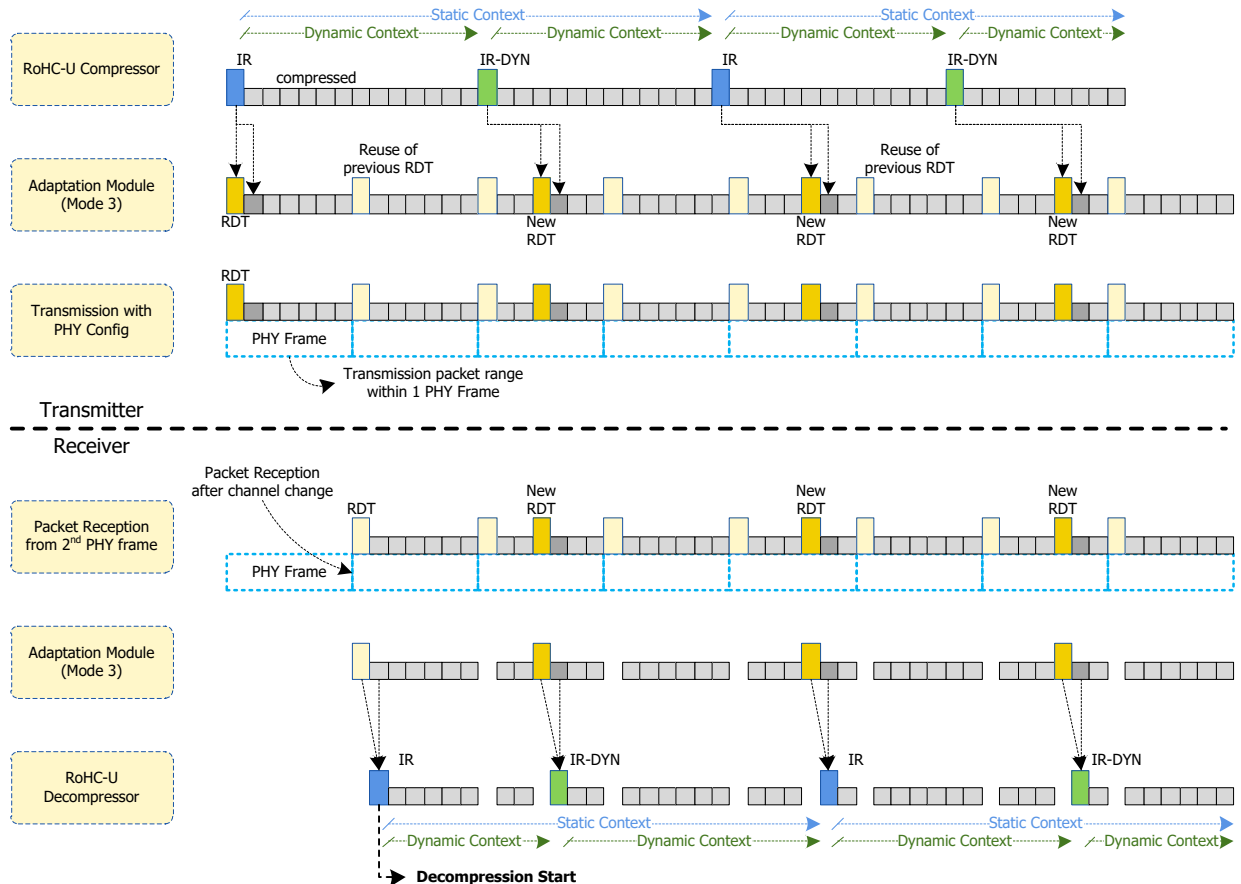 Static Context
Static Context
Dynamic Context
Dynamic Context
Dynamic Context
Dynamic Context
RoHC-U Compressor
IR
compressed
IR-DYN
IR
IR-DYN
Adaptation Module
(Mode 3)
Reuse of
previous RDT
Reuse of
previous RDT
RDT
New
RDT
New
RDT
New
RDT
Transmission with
PHY Config
RDT
PHY Frame
Transmission packet range
within 1 PHY Frame
Transmitter
Receiver
Packet Reception
after channel change
Packet Reception
from 2nd PHY frame
RDT
New
RDT
New
RDT
New
RDT
PHY Frame
Adaptation Module
(Mode 3)
RoHC-U
Decompressor
IR
IR-DYN
IR
IR-DYN
Static Context
Static Context
Dynamic Context
Dynamic Context
Dynamic Context
Dynamic Context
Decompression Start